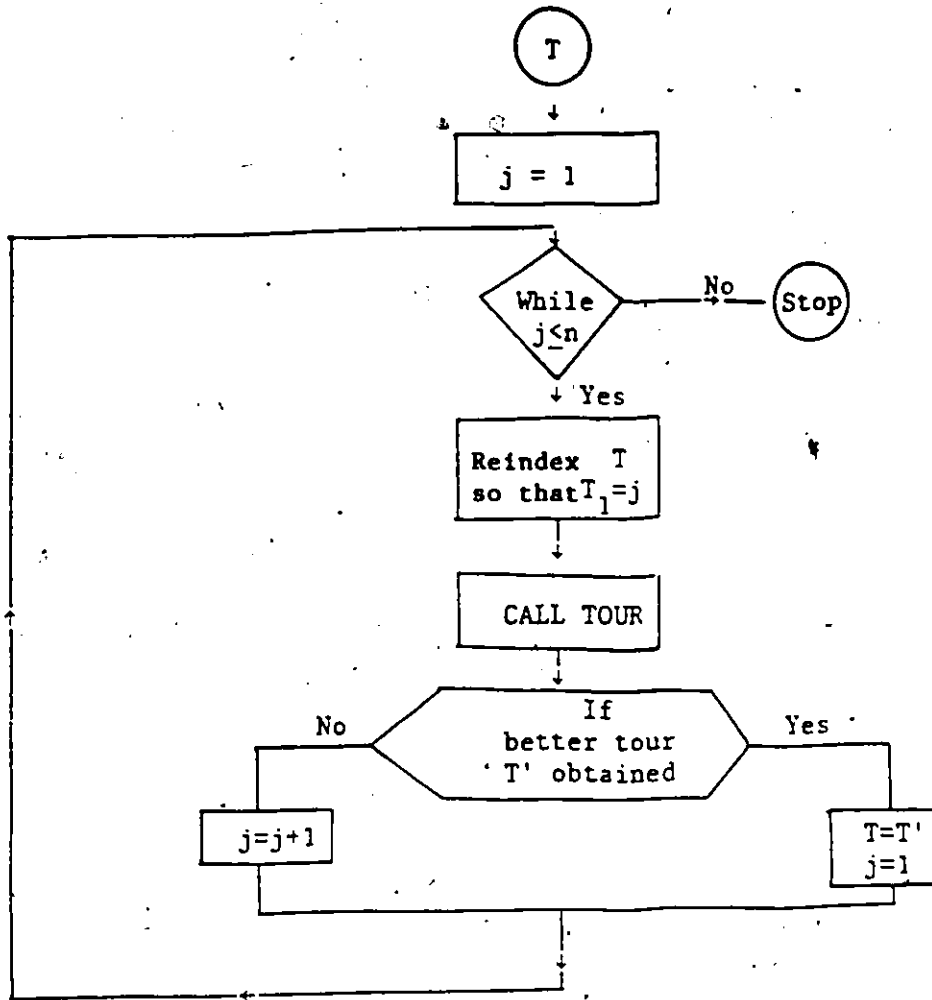 T
j = 1
While
j≤n
No
Stop
Yes
Reindex T
so that T₁=j
CALL TOUR
If
better tour
T' obtained
No
Yes
j=j+1
T=T'
j=1